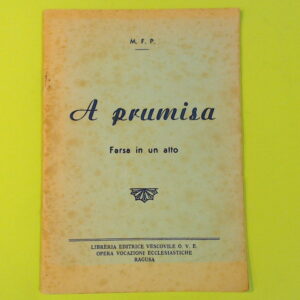 M. F. P.
A prumisa
Farsa in un atto
LIBRERIA EDITRICE VESCOVILE O. V. E.
OPERA VOCAZIONI ECCLESIASTICHE
RAGUSA